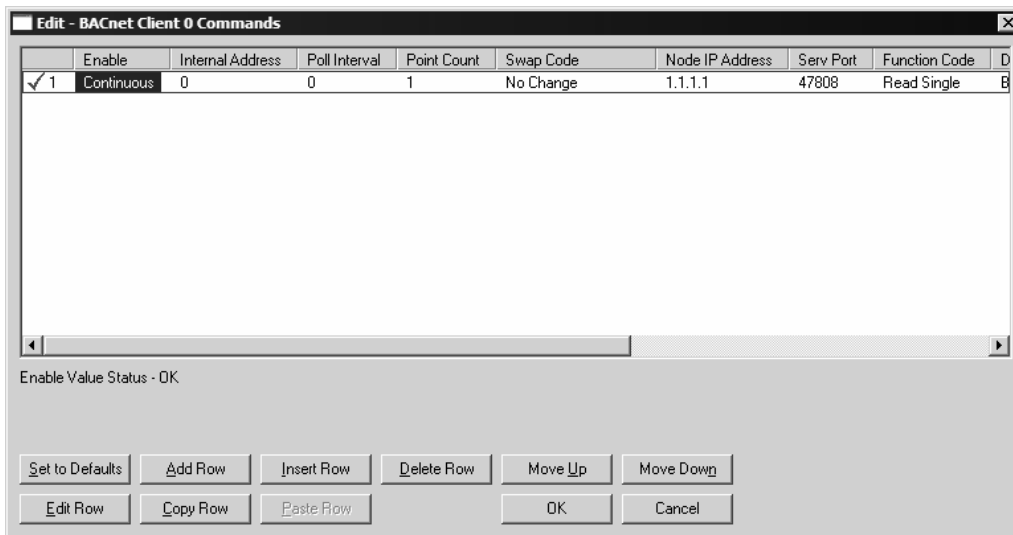 Edit - BACnet Client 0 Commands
Enable Internal Address Poll Interval Point Count Swap Code Node IP Address Serv Port Function Code D
1 Continuous 0 0 1 No Change 1.1.1.1 47808 Read Single B
Enable Value Status - OK
Set to Defaults Add Row Insert Row Delete Row Move Up Move Down
Edit Row Copy Row Paste Row OK Cancel